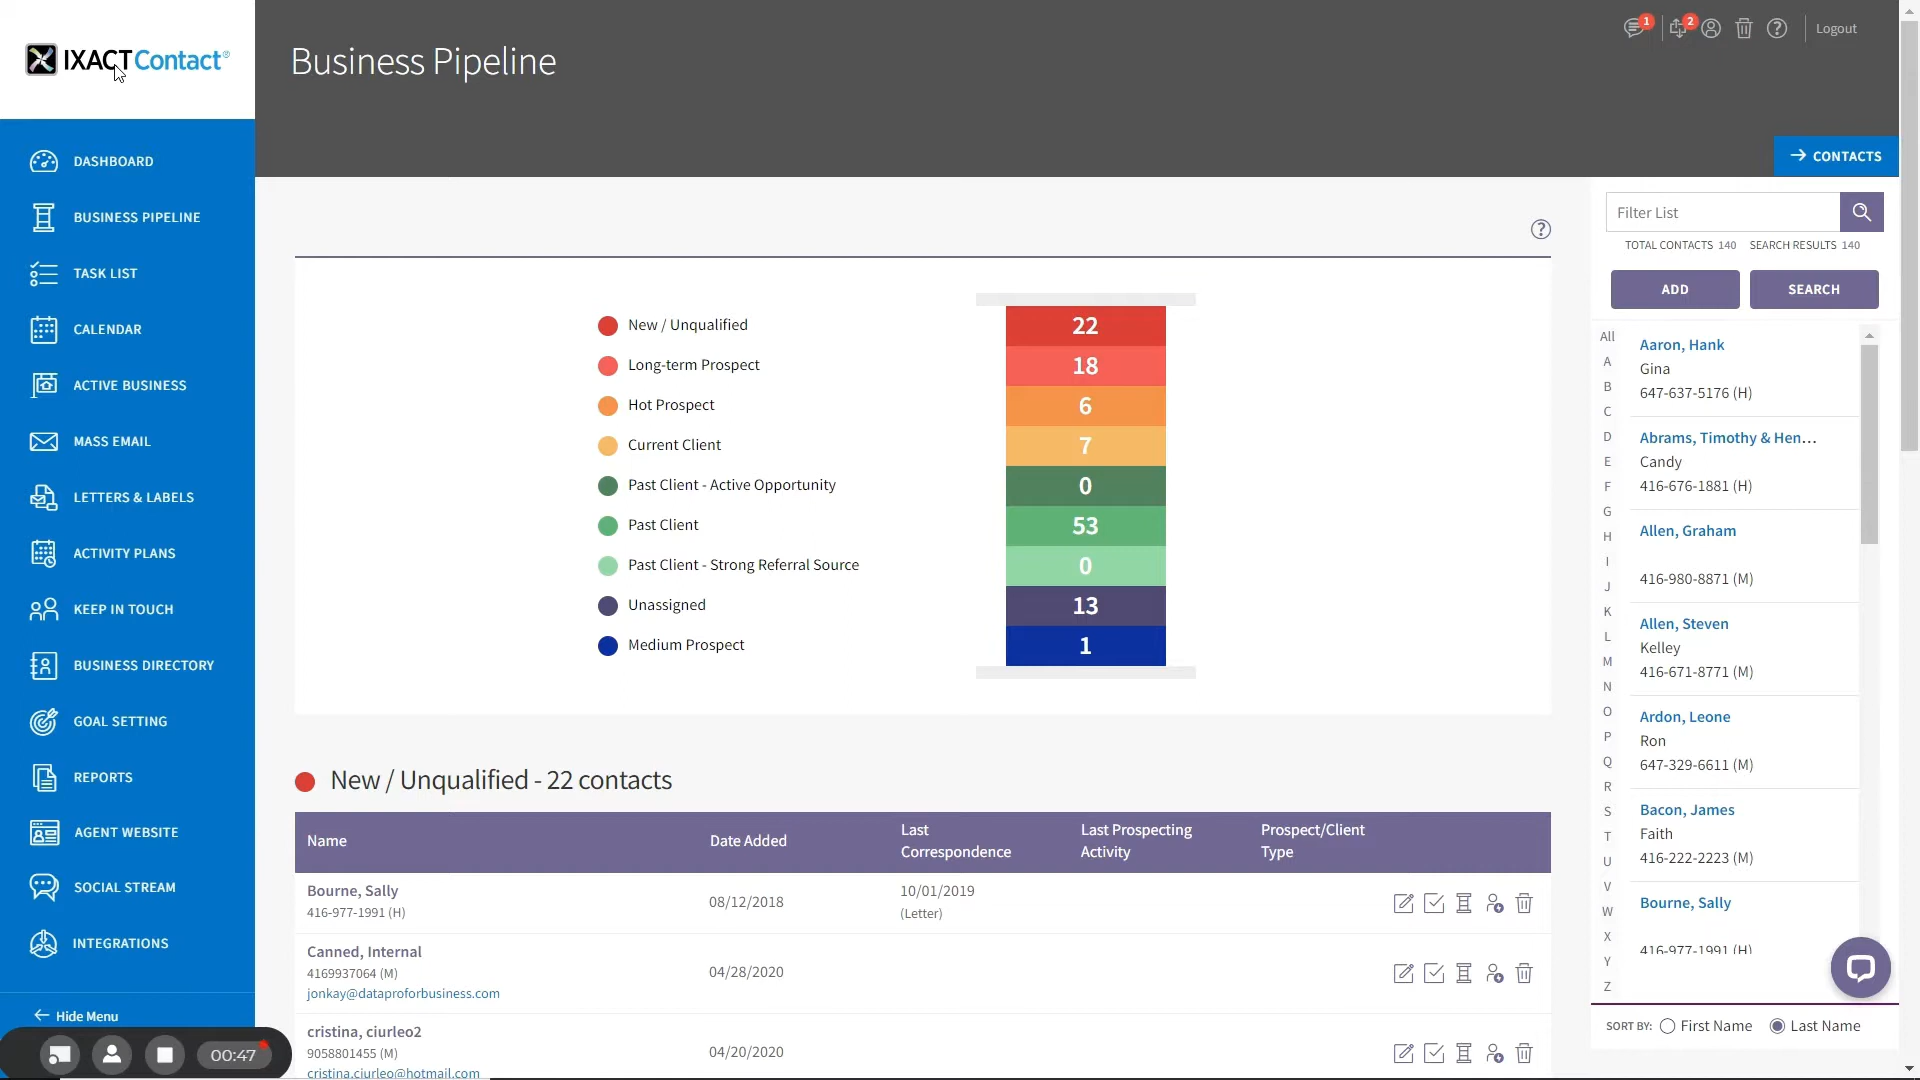 IXACTContact®
Business Pipeline
1
2
Logout
CONTACTS
DASHBOARD
BUSINESS PIPELINE
TASK LIST
CALENDAR
ACTIVE BUSINESS
MASS EMAIL
LETTERS & LABELS
ACTIVITY PLANS
KEEP IN TOUCH
BUSINESS DIRECTORY
GOAL SETTING
REPORTS
AGENT WEBSITE
SOCIAL STREAM
INTEGRATIONS
Hide Menu
00:47
New / Unqualified 22
Long-term Prospect 18
Hot Prospect 6
Current Client 7
Past Client - Active Opportunity 0
Past Client 53
Past Client - Strong Referral Source 0
Unassigned 13
Medium Prospect 1
New / Unqualified - 22 contacts
Name Date Added Last Correspondence Last Prospecting Activity Prospect/Client Type
Bourne, Sally
416-977-1991 (H)
08/12/2018
10/01/2019
(Letter)
Canned, Internal
4169937064 (M)
jonkay@dataproforbusiness.com
04/28/2020
cristina, ciurleo2
9058801455 (M)
cristina.ciurleo@hotmail.com
04/20/2020
Filter List
TOTAL CONTACTS 140 SEARCH RESULTS 140
ADD SEARCH
All
A
B
C
D
E
F
G
H
I
J
K
L
M
N
O
P
Q
R
S
T
U
V
W
X
Y
Z
Aaron, Hank
Gina
647-637-5176 (H)
Abrams, Timothy & Hen...
Candy
416-676-1881 (H)
Allen, Graham
416-980-8871 (M)
Allen, Steven
Kelley
416-671-8771 (M)
Ardon, Leone
Ron
647-329-6611 (M)
Bacon, James
Faith
416-222-2223 (M)
Bourne, Sally
416-977-1991 (H)
SORT BY: First Name Last Name